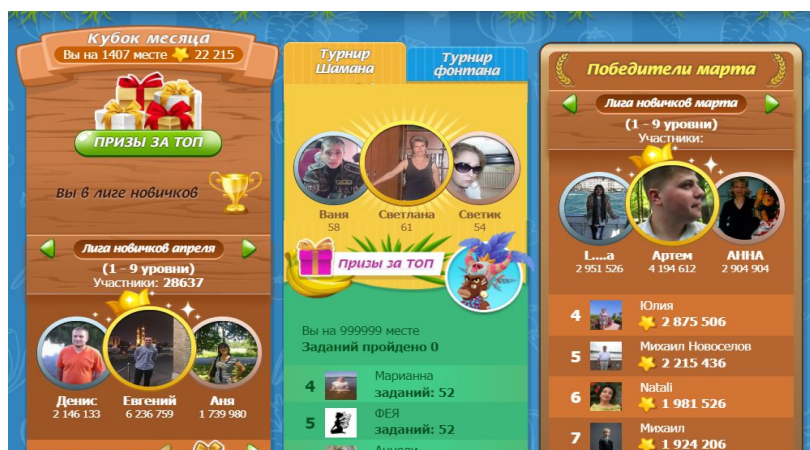 Кубок месяца
Вы на 1407 месте 22 215
ПРИЗЫ ЗА ТОП
Вы в лиге новичков
Лига новичков апреля
(1 - 9 уровни)
Участники: 28637
Денис
2 146 133
Евгений
6 236 759
Аня
1 739 980
Турнир
Шамана
Турнир
фонтана
Ваня
58
Светлана
61
Светик
54
Призы за ТОП
Вы на 999999 месте
Заданий пройдено 0
4
Марианна
заданий: 52
5
ФЕЯ
заданий: 52
Победители марта
Лига новичков марта
(1 - 9 уровни)
Участники:
L....a
2 951 526
Артем
4 194 612
АННА
2 904 904
4
Юлия
2 875 506
5
Михаил Новоселов
2 215 436
6
Natali
1 981 526
7
Михаил
1 924 206